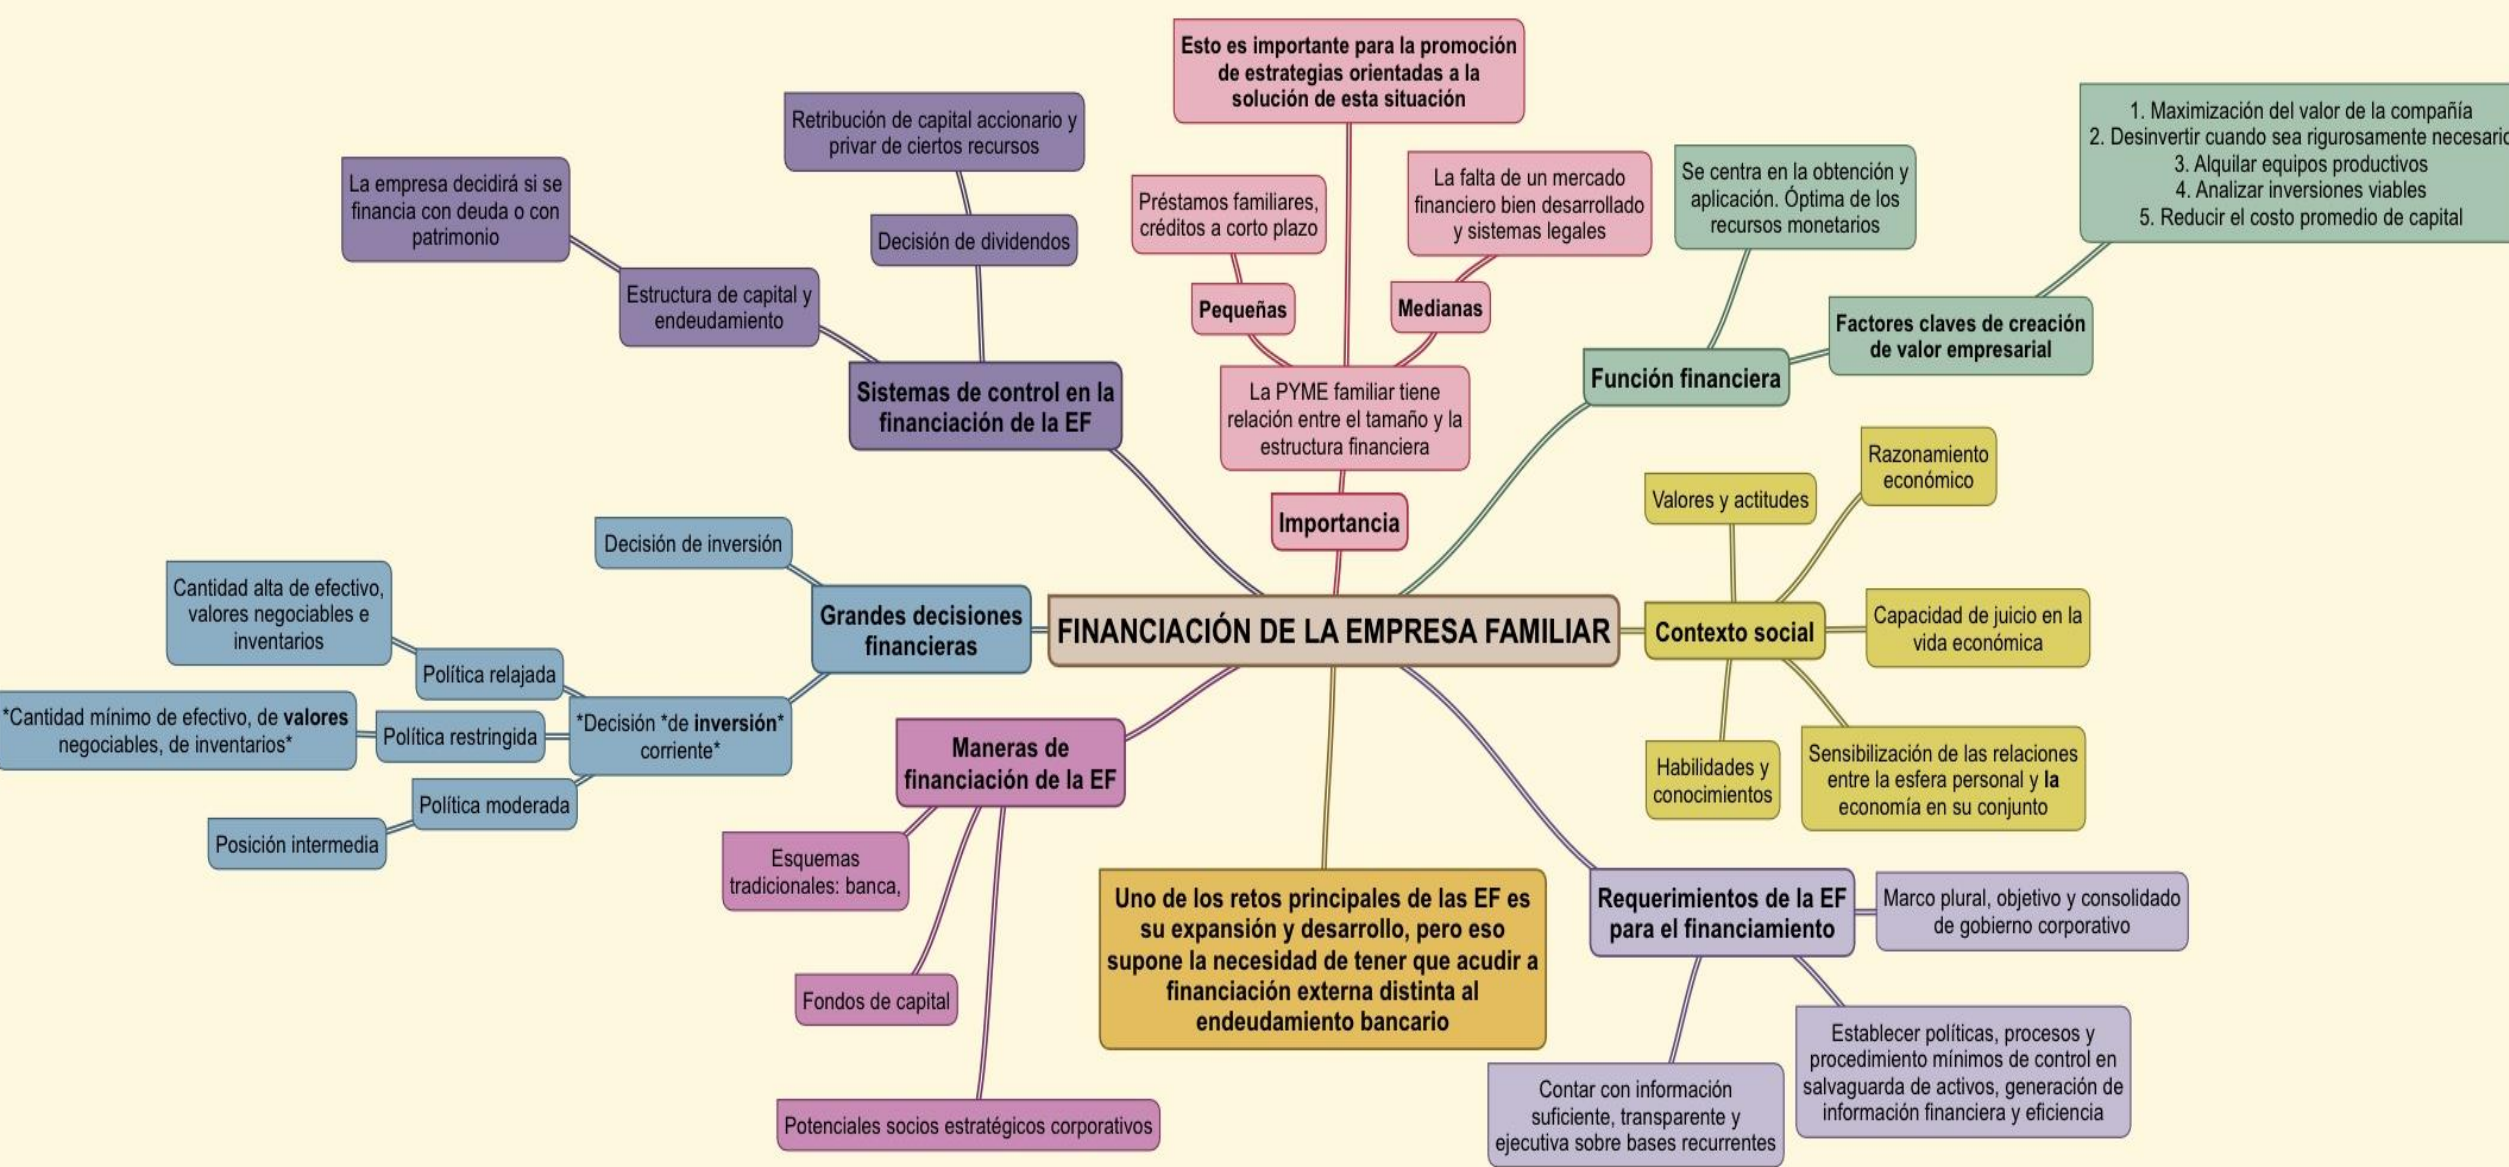 FINANCIACIÓN DE LA EMPRESA FAMILIAR
Importancia
La PYME familiar tiene
relación entre el tamaño y la
estructura financiera
Pequeñas
Préstamos familiares,
créditos a corto plazo
Esto es importante para la promoción
de estrategias orientadas a la
solución de esta situación
Medianas
La falta de un mercado
financiero bien desarrollado
y sistemas legales
Función financiera
Se centra en la obtención y
aplicación. Óptima de los
recursos monetarios
Factores claves de creación
de valor empresarial
1. Maximización del valor de la compañía
2. Desinvertir cuando sea rigurosamente necesario
3. Alquilar equipos productivos
4. Analizar inversiones viables
5. Reducir el costo promedio de capital
Contexto social
Valores y actitudes
Razonamiento
económico
Capacidad de juicio en la
vida económica
Sensibilización de las relaciones
entre la esfera personal y la
economía en su conjunto
Habilidades y
conocimientos
Requerimientos de la EF
para el financiamiento
Marco plural, objetivo y consolidado
de gobierno corporativo
Establecer políticas, procesos y
procedimiento mínimos de control en
salvaguarda de activos, generación de
información financiera y eficiencia
Contar con información
suficiente, transparente y
ejecutiva sobre bases recurrentes
Uno de los retos principales de las EF es
su expansión y desarrollo, pero eso
supone la necesidad de tener que acudir a
financiación externa distinta al
endeudamiento bancario
Maneras de
financiación de la EF
Esquemas
tradicionales: banca,
Fondos de capital
Potenciales socios estratégicos corporativos
Grandes decisiones
financieras
Decisión de inversión
*Decisión *de inversión*
corriente*
Política relajada
Cantidad alta de efectivo,
valores negociables e
inventarios
Política restringida
*Cantidad mínimo de efectivo, de valores
negociables, de inventarios*
Política moderada
Posición intermedia
Sistemas de control en la
financiación de la EF
Estructura de capital y
endeudamiento
La empresa decidirá si se
financia con deuda o con
patrimonio
Decisión de dividendos
Retribución de capital accionario y
privar de ciertos recursos